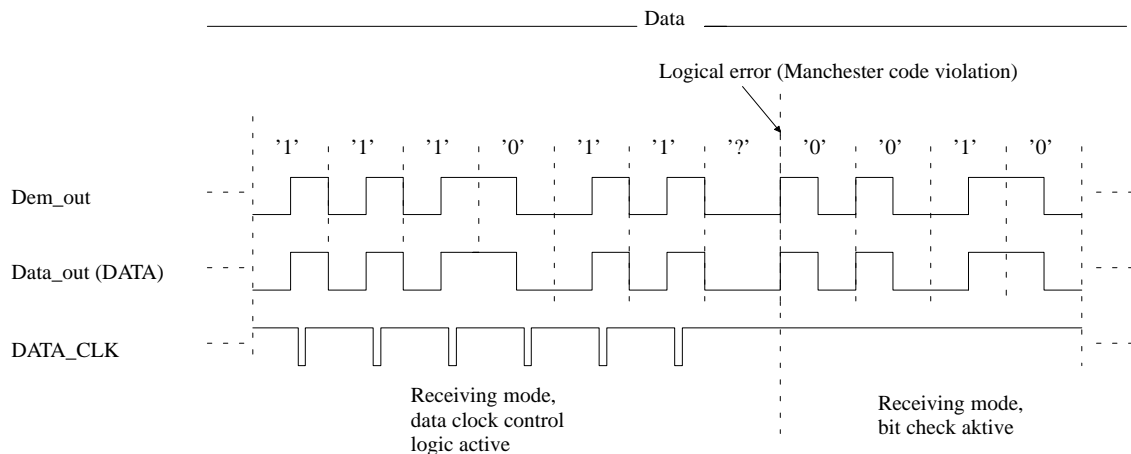 Data
Logical error (Manchester code violation)
’1’ ’1’ ’1’ ’0’ ’1’ ’1’ ’?’ ’0’ ’0’ ’1’ ’0’
Dem_out
Data_out (DATA)
DATA_CLK
Receiving mode,
data clock control
logic active
Receiving mode,
bit check aktive